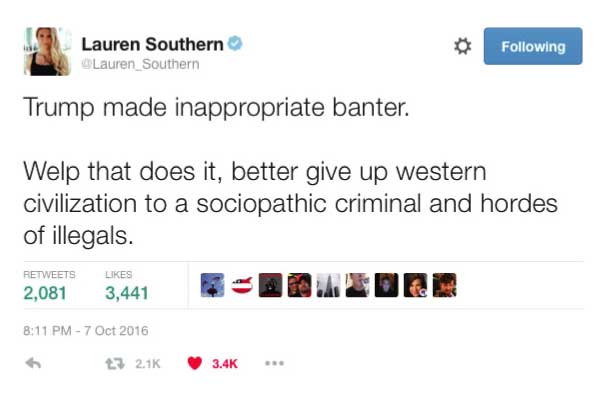 Lauren Southern
Following
@Lauren_Southern
Trump made inappropriate banter.
Welp that does it, better give up western
civilization to a sociopathic criminal and hordes
of illegals.
RETWEETS LIKES
2,081 3,441
8:11 PM - 7 Oct 2016
2.1K 3.4K